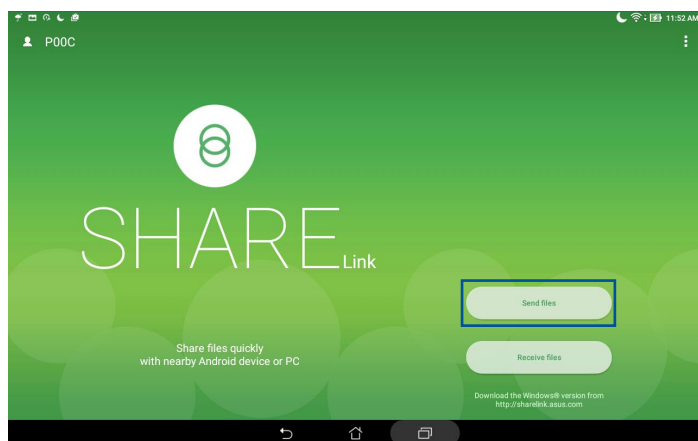 11:52 AM
P00C
SHARE Link
Share files quickly
with nearby Android device or PC
Send files
Receive files
Download the Windows® version from
http://sharelink.asus.com